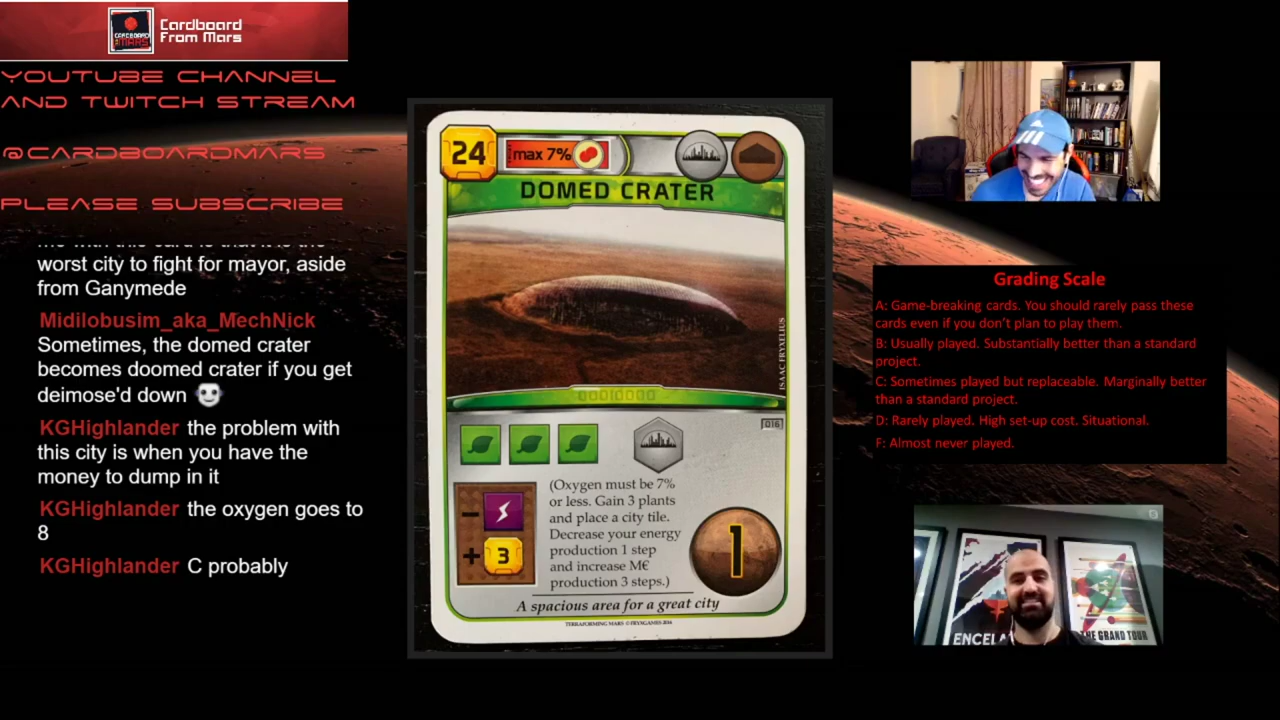 Cardboard
From Mars
YOUTUBE CHANNEL
AND TWITCH STREAM
@CARDBOARDMARS
PLEASE SUBSCRIBE
worst city to fight for mayor, aside
from Ganymede
Midilobusim_aka_MechNick
Sometimes, the domed crater
becomes doomed crater if you get
deimose'd down
KGHighlander the problem with
this city is when you have the
money to dump in it
KGHighlander the oxygen goes to
8
KGHighlander C probably
24
max 7%
DOMED CRATER
ISAAC FRYXELIUS
016
(Oxygen must be 7%
or less. Gain 3 plants
and place a city tile.
Decrease your energy
production 1 step
and increase M€
production 3 steps.)
- 
+ 3
1
A spacious area for a great city
TERRAFORMING MARS © FRYXGAMES 2016
Grading Scale
A: Game-breaking cards. You should rarely pass these
cards even if you don't plan to play them.
B: Usually played. Substantially better than a standard
project.
C: Sometimes played but replaceable. Marginally better
than a standard project.
D: Rarely played. High set-up cost. Situational.
F: Almost never played.
ENCELA
THE GRAND TOUR